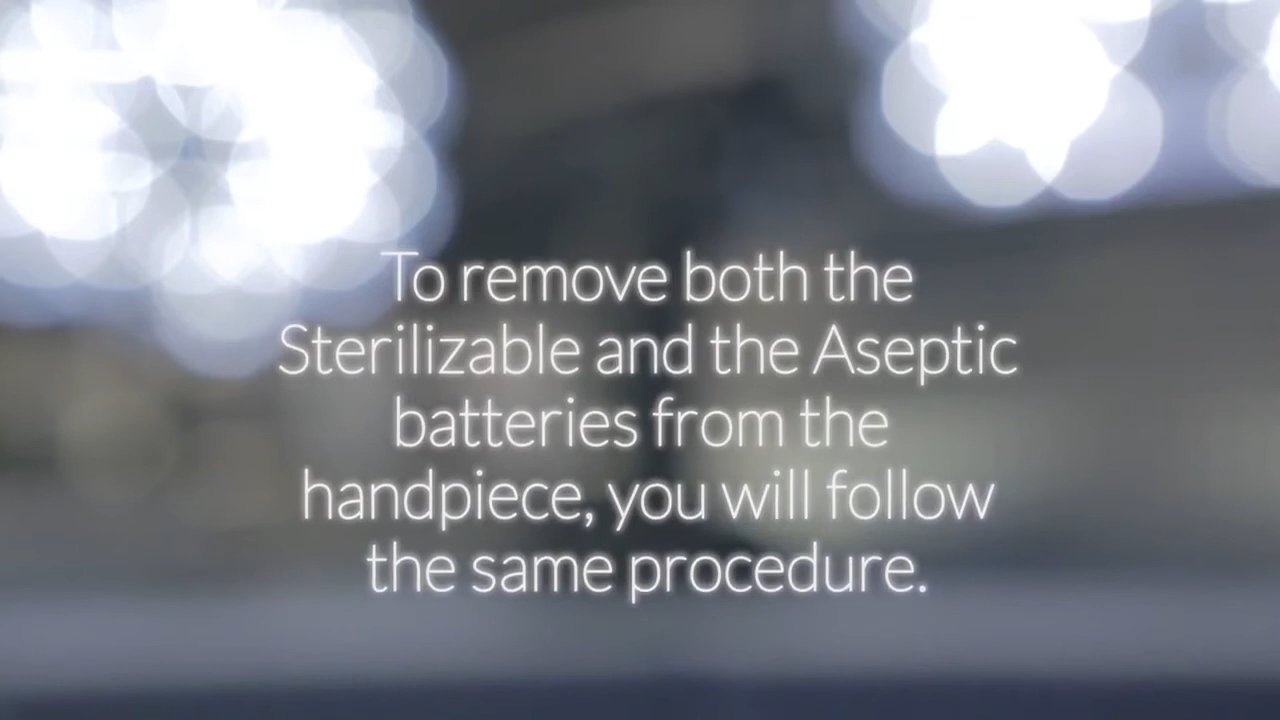 To remove both the
Sterilizable and the Aseptic
batteries from the
handpiece, you will follow
the same procedure.